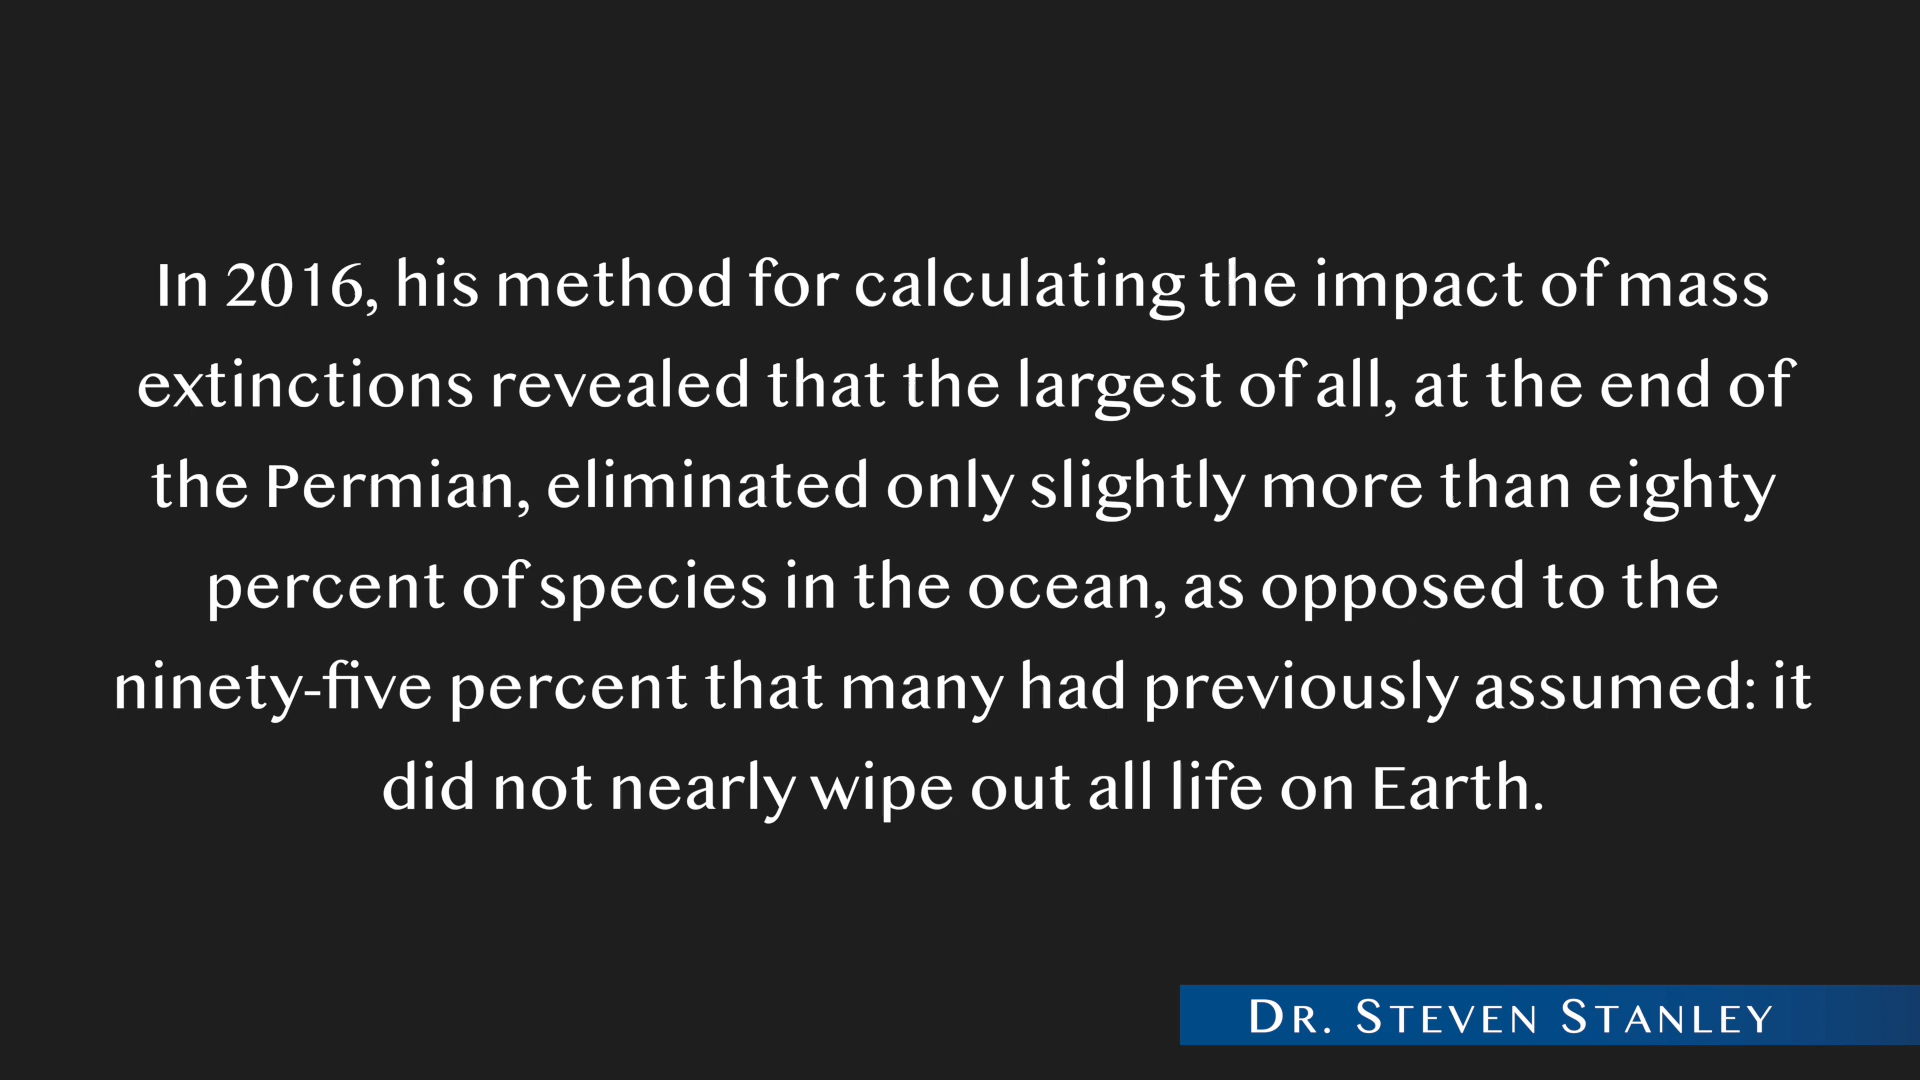 In 2016, his method for calculating the impact of mass
extinctions revealed that the largest of all, at the end of
the Permian, eliminated only slightly more than eighty
percent of species in the ocean, as opposed to the
ninety-five percent that many had previously assumed: it
did not nearly wipe out all life on Earth.
Dr. Steven Stanley